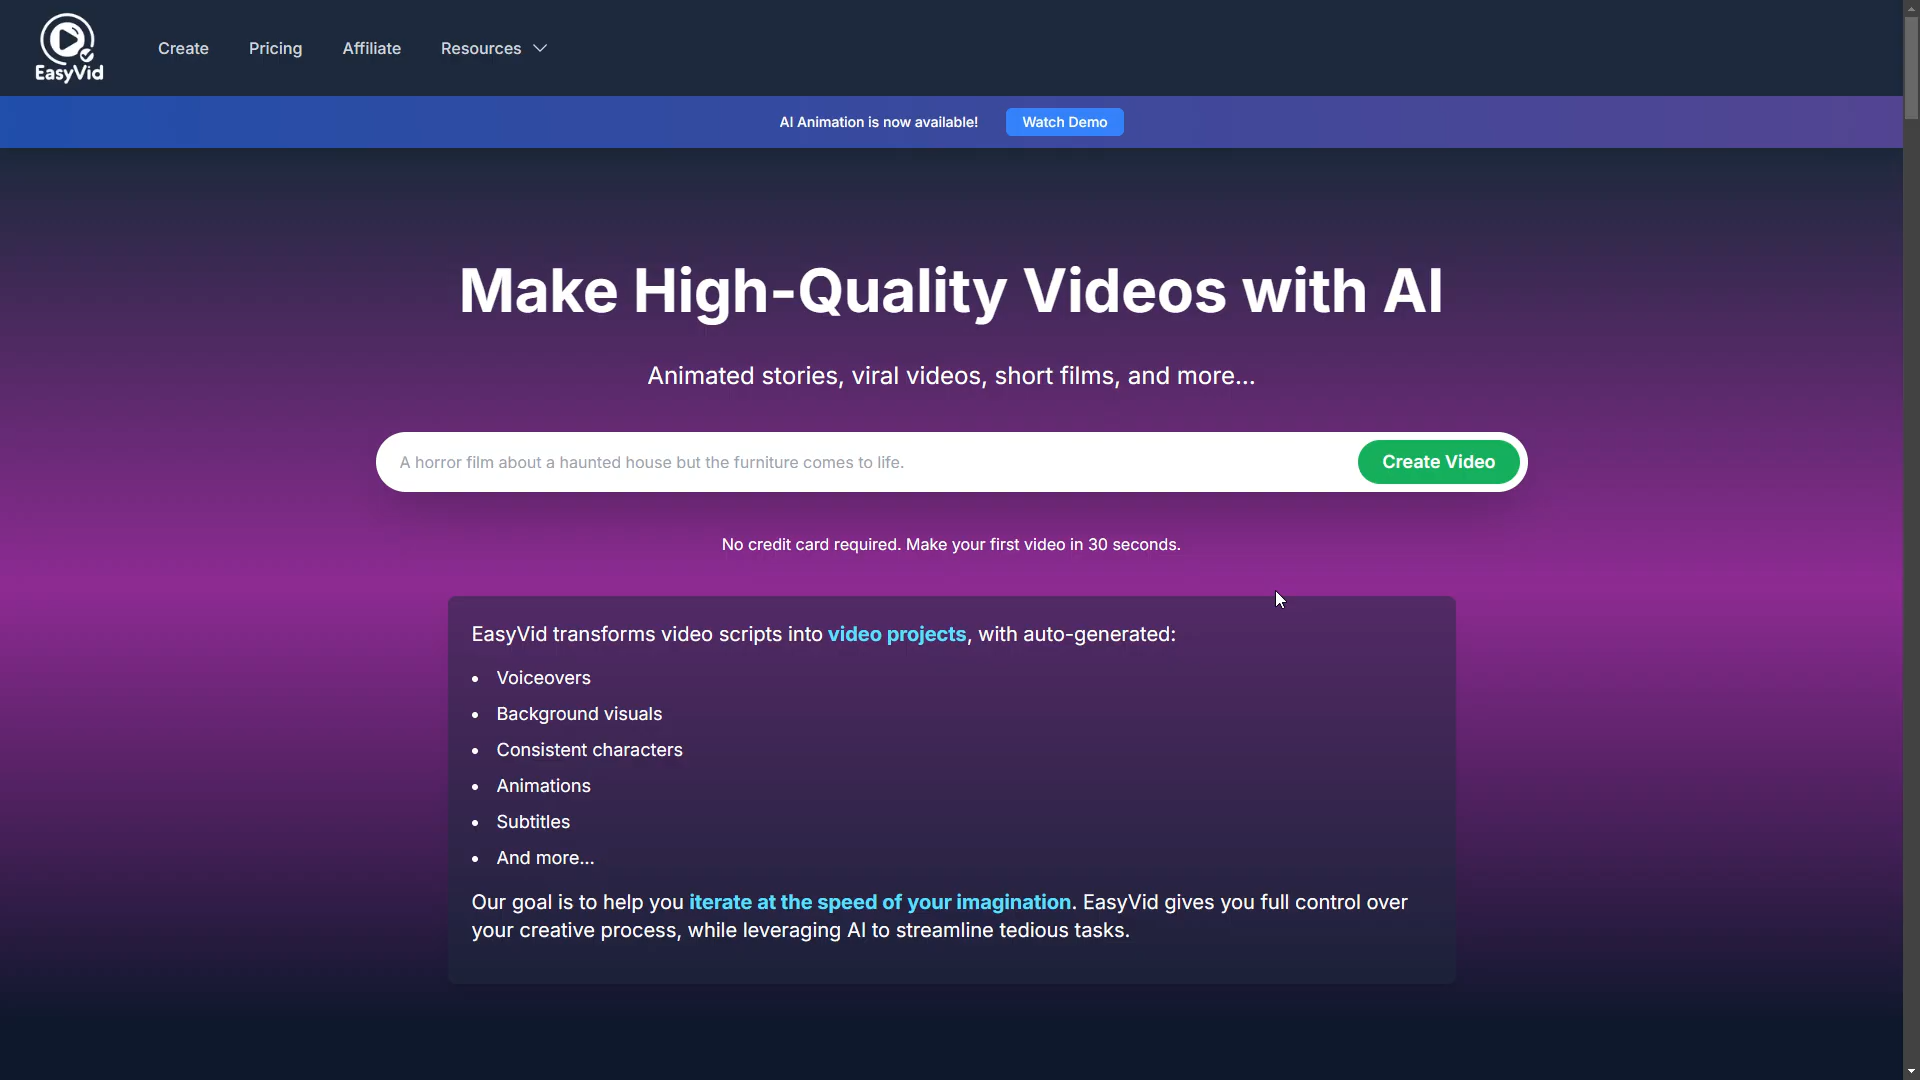 EasyVid
Create
Pricing
Affiliate
Resources
AI Animation is now available!
Watch Demo
Make High-Quality Videos with AI
Animated stories, viral videos, short films, and more...
A horror film about a haunted house but the furniture comes to life.
Create Video
No credit card required. Make your first video in 30 seconds.
EasyVid transforms video scripts into video projects, with auto-generated:
• Voiceovers
• Background visuals
• Consistent characters
• Animations
• Subtitles
• And more...
Our goal is to help you iterate at the speed of your imagination. EasyVid gives you full control over
your creative process, while leveraging AI to streamline tedious tasks.